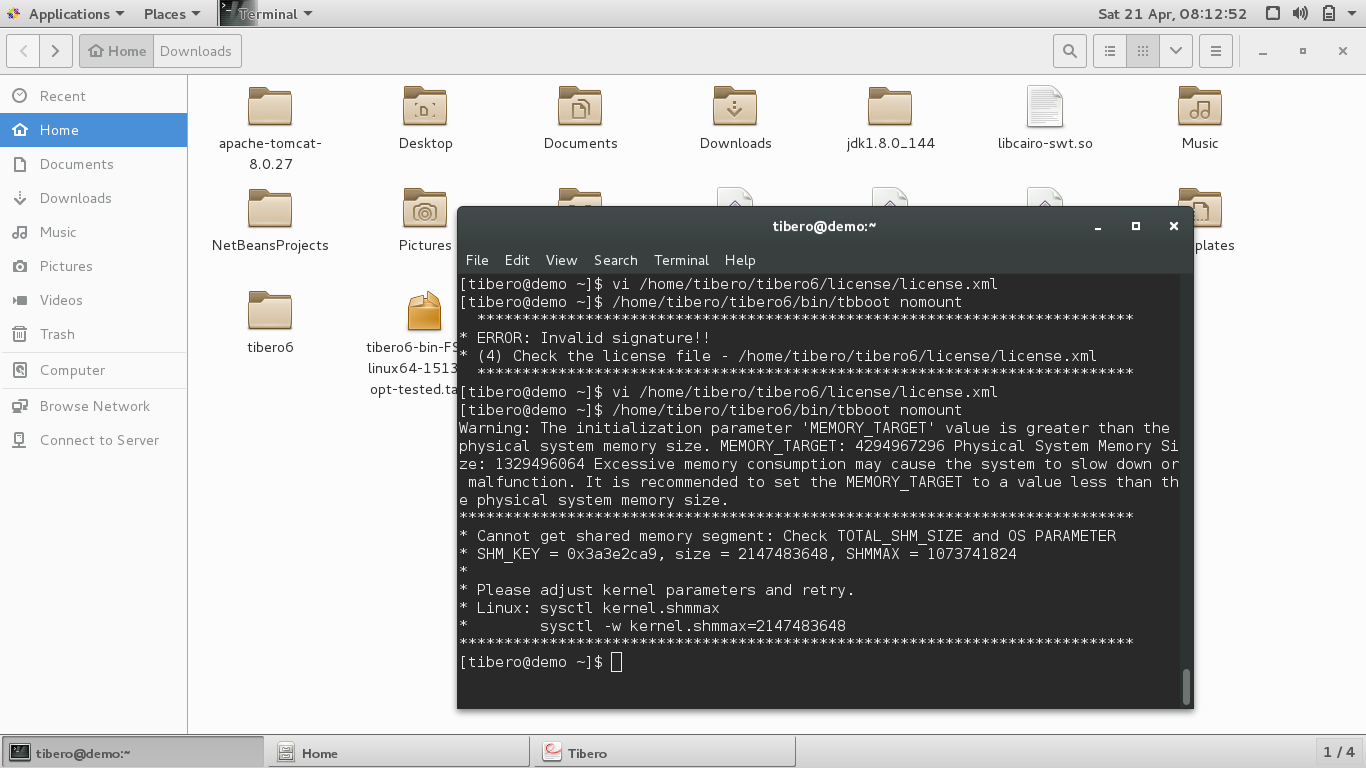 Applications Places Terminal Sat 21 Apr, 08:12:52
Home Downloads
Recent
Home
Documents
Downloads
Music
Pictures
Videos
Trash
Computer
Browse Network
Connect to Server
apache-tomcat-
8.0.27
Desktop
Documents
Downloads
jdk1.8.0_144
libcairo-swt.so
Music
NetBeansProjects
Pictures
plates
tibero6
tibero6-bin-FS
linux64-1513
opt-tested.ta
tibero@demo:~
File Edit View Search Terminal Help
[tibero@demo ~]$ vi /home/tibero/tibero6/license/license.xml
[tibero@demo ~]$ /home/tibero/tibero6/bin/tbboot nomount
*************************************************************************
* ERROR: Invalid signature!!
* (4) Check the license file - /home/tibero/tibero6/license/license.xml
*************************************************************************
[tibero@demo ~]$ vi /home/tibero/tibero6/license/license.xml
[tibero@demo ~]$ /home/tibero/tibero6/bin/tbboot nomount
Warning: The initialization parameter 'MEMORY_TARGET' value is greater than the
physical system memory size. MEMORY_TARGET: 4294967296 Physical System Memory Si
ze: 1329496064 Excessive memory consumption may cause the system to slow down or
malfunction. It is recommended to set the MEMORY_TARGET to a value less than th
e physical system memory size.
***************************************************************************
* Cannot get shared memory segment: Check TOTAL_SHM_SIZE and OS PARAMETER
* SHM_KEY = 0x3a3e2ca9, size = 2147483648, SHMMAX = 1073741824
*
* Please adjust kernel parameters and retry.
* Linux: sysctl kernel.shmmax
* sysctl -w kernel.shmmax=2147483648
***************************************************************************
[tibero@demo ~]$
tibero@demo:~ Home Tibero 1 / 4